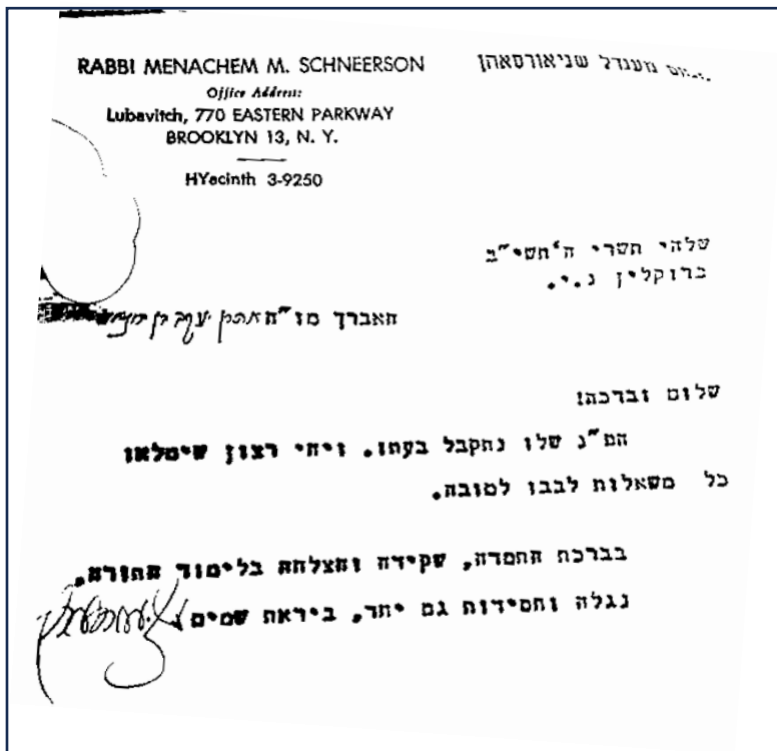 RABBI MENACHEM M. SCHNEERSON
Office Address:
Lubavitch, 770 EASTERN PARKWAY
BROOKLYN 13, N. Y.
HYacinth 3-9250
מענדל שניאורסאהן
שלהי תשרי ה'תשי"ב
ברוקלין נ.י.
האברך מו"ה
שלום וברכה!
הפ"נ שלו נתקבל בעתו. ויהי רצון שימלאו
כל משאלות לבבו לטובה.
בברכת התמדה, שקידה והצלחה בלימוד התורה,
נגלה וחסידות גם יחד, ביראת שמים